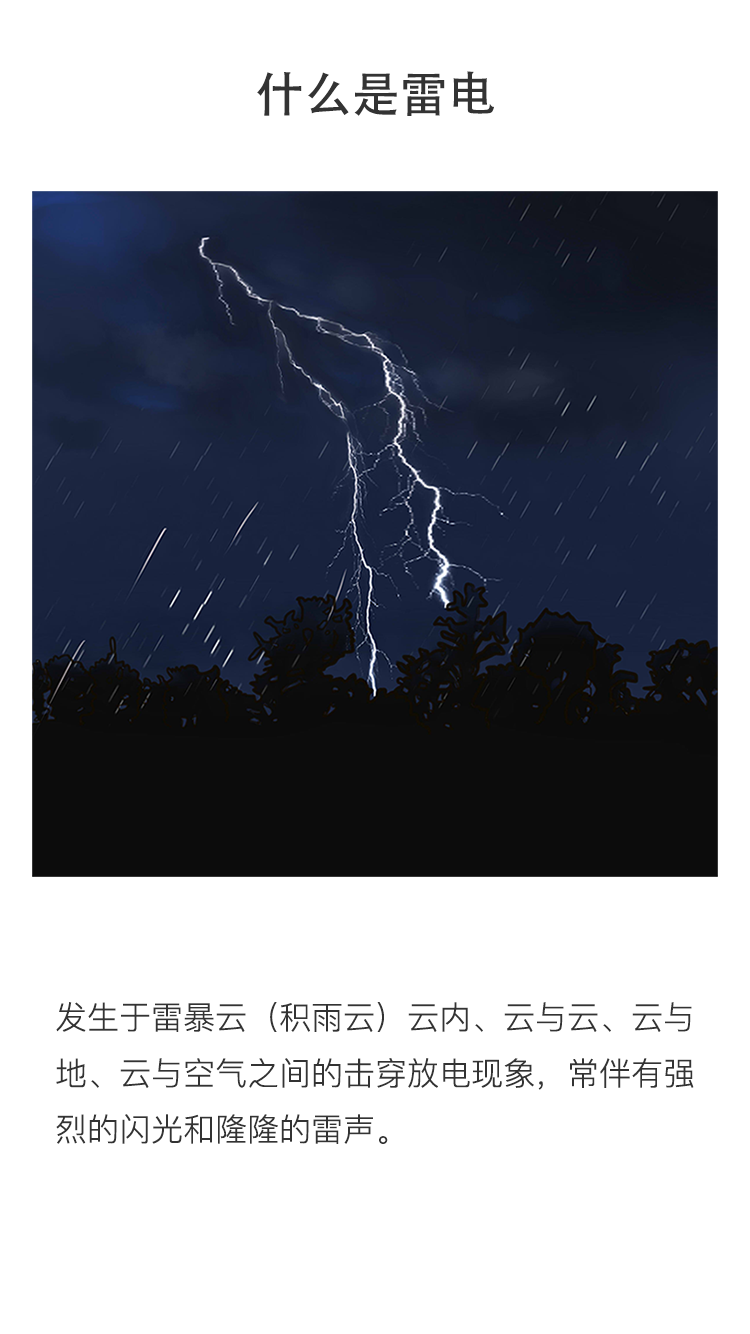 什么是雷电
发生于雷暴云（积雨云）云内、云与云、云与
地、云与空气之间的击穿放电现象，常伴有强
烈的闪光和隆隆的雷声。